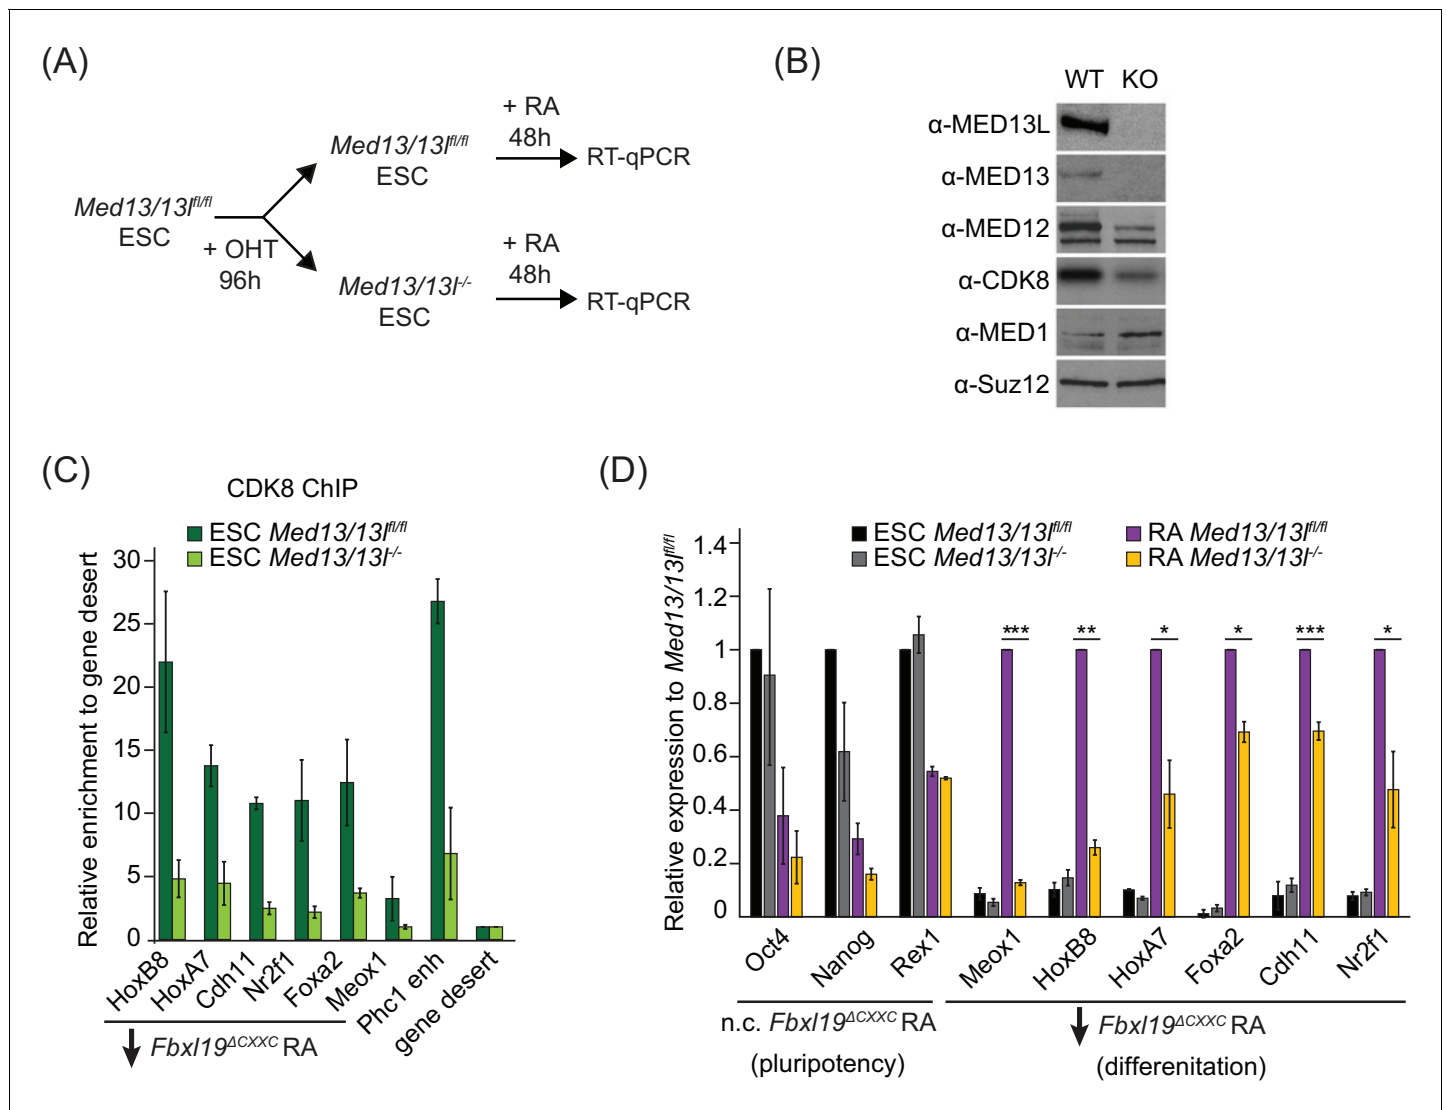 (A)
Med13/13l^fl/fl
ESC
+ OHT
96h
Med13/13l^fl/fl
ESC
+ RA
48h
RT-qPCR
Med13/13l^-/-
ESC
+ RA
48h
RT-qPCR
(B)
WT KO
α-MED13L
α-MED13
α-MED12
α-CDK8
α-MED1
α-Suz12
(C)
CDK8 ChIP
ESC Med13/13l^fl/fl
ESC Med13/13l^-/-
Relative enrichment to gene desert
30
25
20
15
10
5
0
HoxB8
HoxA7
Cdh11
Nr2f1
Foxa2
Meox1
Phc1 enh
gene desert
↓ Fbxl19^ΔCXXC RA
(D)
ESC Med13/13l^fl/fl
ESC Med13/13l^-/-
RA Med13/13l^fl/fl
RA Med13/13l^-/-
Relative expression to Med13/13l^fl/fl
1.4
1.2
1
0.8
0.6
0.4
0.2
0
*** ** * * *** *
Oct4
Nanog
Rex1
Meox1
HoxB8
HoxA7
Foxa2
Cdh11
Nr2f1
n.c. Fbxl19^ΔCXXC RA
(pluripotency)
↓ Fbxl19^ΔCXXC RA
(differenitation)